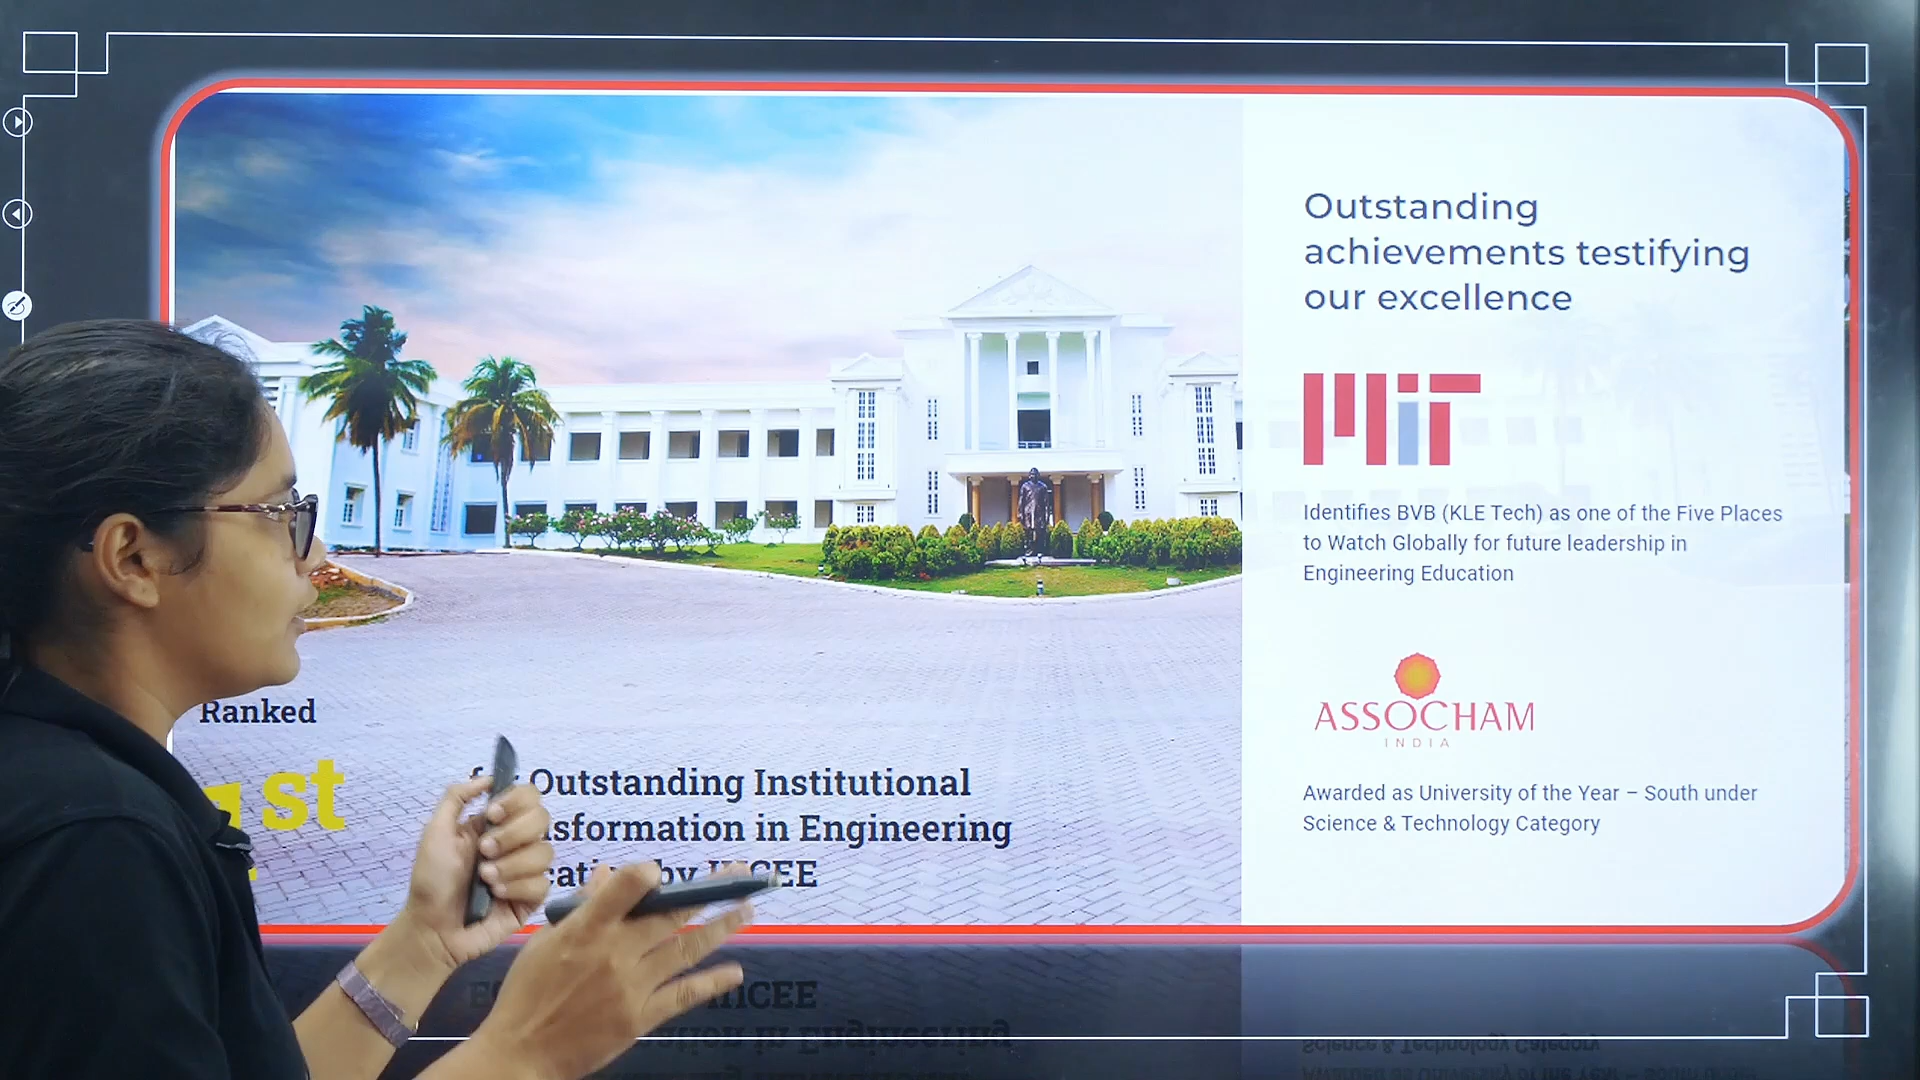 Ranked
st
Outstanding Institutional
in Engineering
by
Outstanding
achievements testifying
our excellence
MIT
Identifies BVB (KLE Tech) as one of the Five Places
to Watch Globally for future leadership in
Engineering Education
ASSOCHAM
INDIA
Awarded as University of the Year – South under
Science & Technology Category